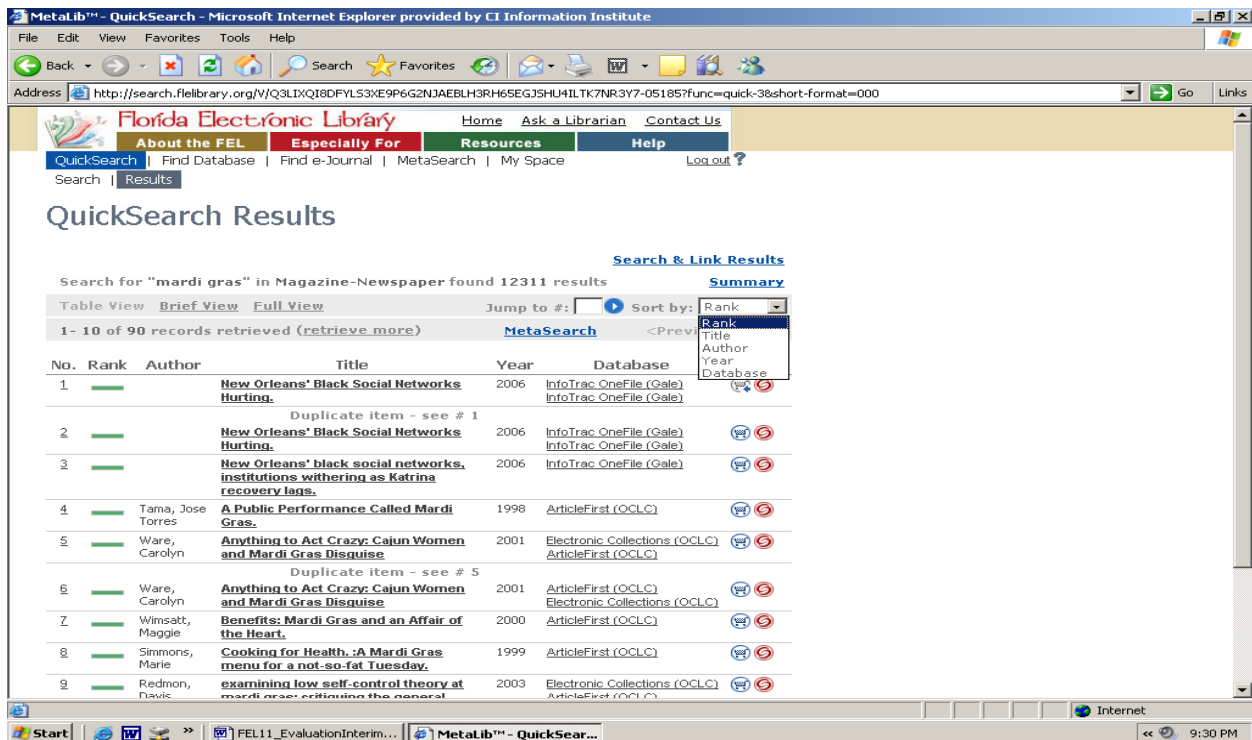 MetaLib™ - QuickSearch - Microsoft Internet Explorer provided by CI Information Institute
File Edit View Favorites Tools Help
Back Search Favorites
Address http://search.flelibrary.org/V/Q3LIXQI8DFYLS3XE9P6G2NJAEBLH3RH65EGJSHU4ILTK7NR3Y7-05185?func=quick-3&short-format=000 Go Links
Florida Electronic Library Home Ask a Librarian Contact Us
About the FEL Especially For Resources Help
QuickSearch | Find Database | Find e-Journal | MetaSearch | My Space Log out ?
Search | Results
QuickSearch Results
Search & Link Results
Search for "mardi gras" in Magazine-Newspaper found 12311 results Summary
Table View Brief View Full View Jump to #: Sort by: Rank
1- 10 of 90 records retrieved (retrieve more) MetaSearch <Previ
Rank
Title
Author
Year
Database
No. Rank Author Title Year Database
1 New Orleans' Black Social Networks 2006 InfoTrac OneFile (Gale)
Hurting. InfoTrac OneFile (Gale)
Duplicate item - see # 1
2 New Orleans' Black Social Networks 2006 InfoTrac OneFile (Gale)
Hurting. InfoTrac OneFile (Gale)
3 New Orleans' black social networks, 2006 InfoTrac OneFile (Gale)
institutions withering as Katrina
recovery lags.
4 Tama, Jose A Public Performance Called Mardi 1998 ArticleFirst (OCLC)
Torres Gras.
5 Ware, Anything to Act Crazy: Cajun Women 2001 Electronic Collections (OCLC)
Carolyn and Mardi Gras Disguise ArticleFirst (OCLC)
Duplicate item - see # 5
6 Ware, Anything to Act Crazy: Cajun Women 2001 ArticleFirst (OCLC)
Carolyn and Mardi Gras Disguise Electronic Collections (OCLC)
7 Wimsatt, Benefits: Mardi Gras and an Affair of 2000 ArticleFirst (OCLC)
Maggie the Heart.
8 Simmons, Cooking for Health. :A Mardi Gras 1999 ArticleFirst (OCLC)
Marie menu for a not-so-fat Tuesday.
9 Redmon, examining low self-control theory at 2003 Electronic Collections (OCLC)
Davis mardi gras: critiquing the general ArticleFirst (OCLC)
Internet
Start FEL11_EvaluationInterim... MetaLib™ - QuickSear... 9:30 PM